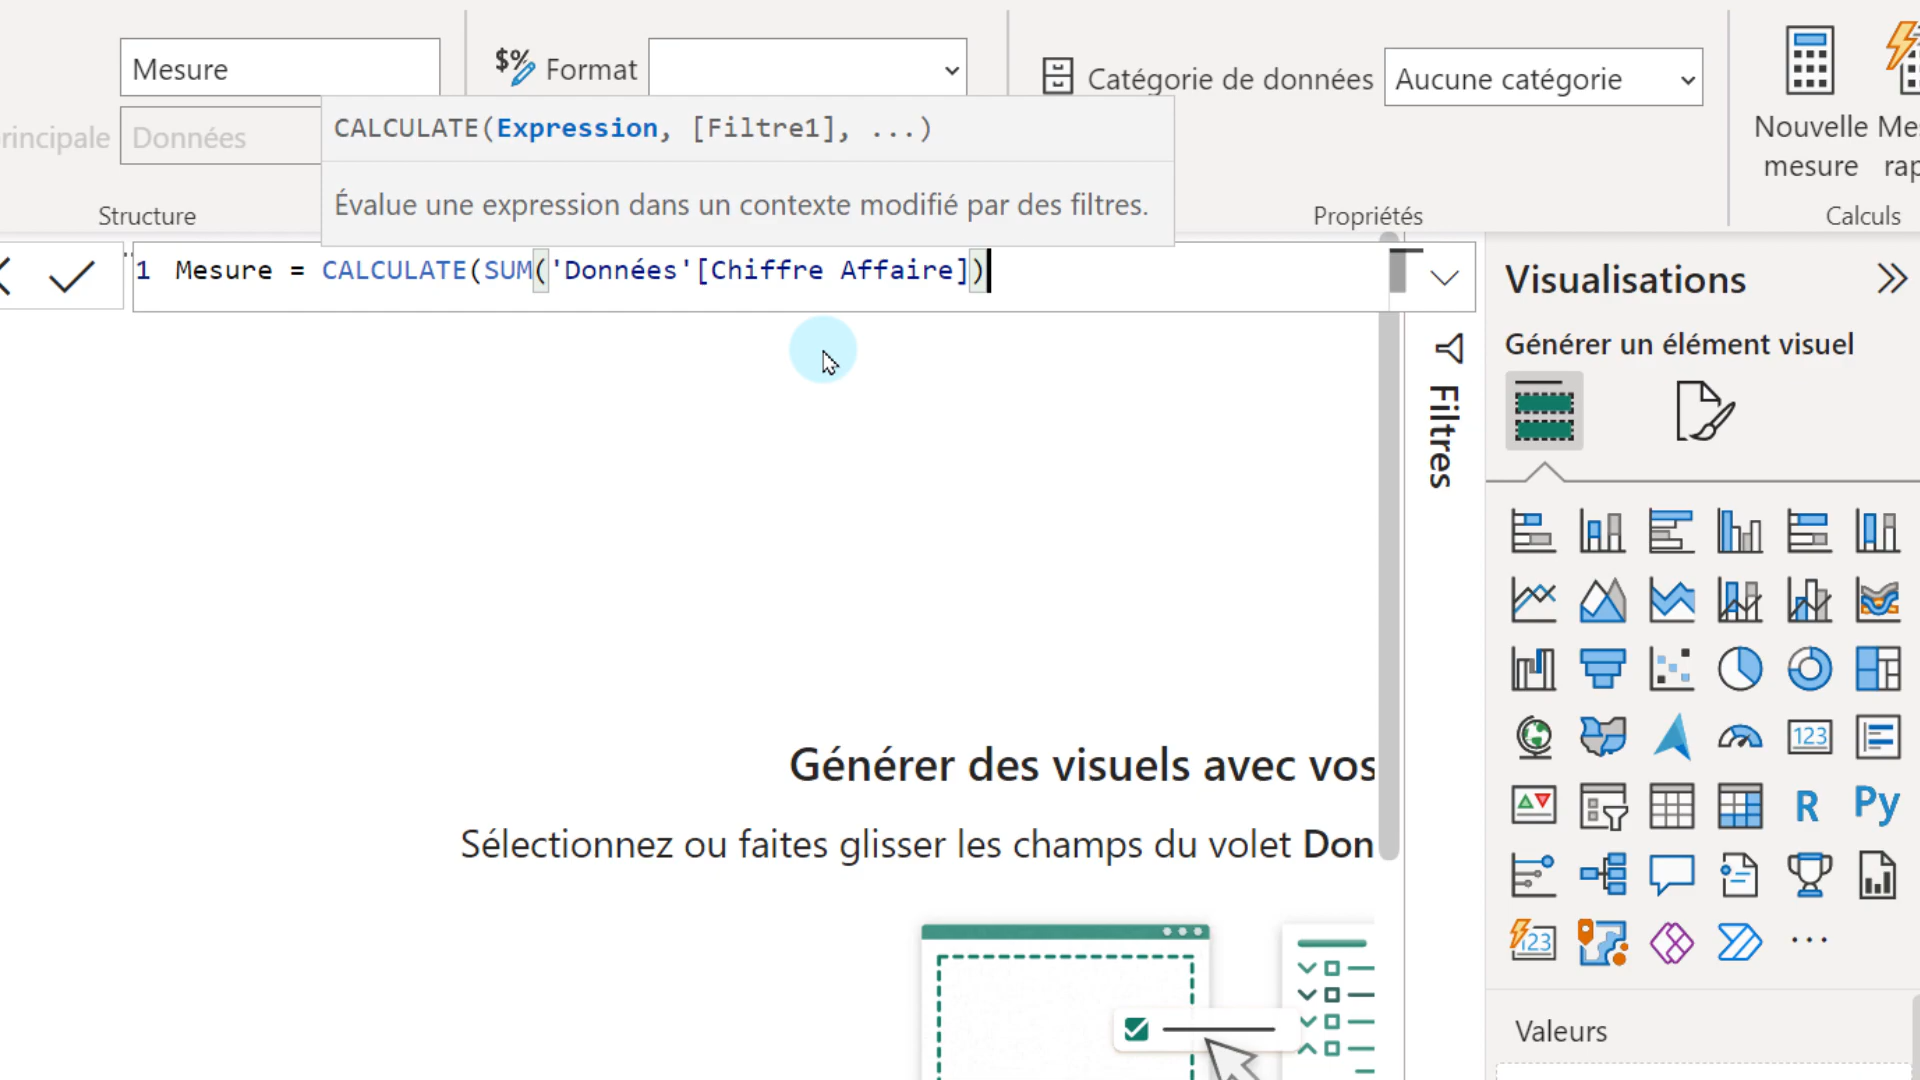 Mesure
$% Format
Catégorie de données
Aucune catégorie
Nouvelle
mesure
rincipale
Données
CALCULATE(Expression, [Filtre1], ...)
Évalue une expression dans un contexte modifié par des filtres.
Structure
Propriétés
Calculs
1 Mesure = CALCULATE(SUM('Données'[Chiffre Affaire])
Filtres
Visualisations
Générer un élément visuel
123
R
Py
123
...
Générer des visuels avec vos
Sélectionnez ou faites glisser les champs du volet Don
Valeurs